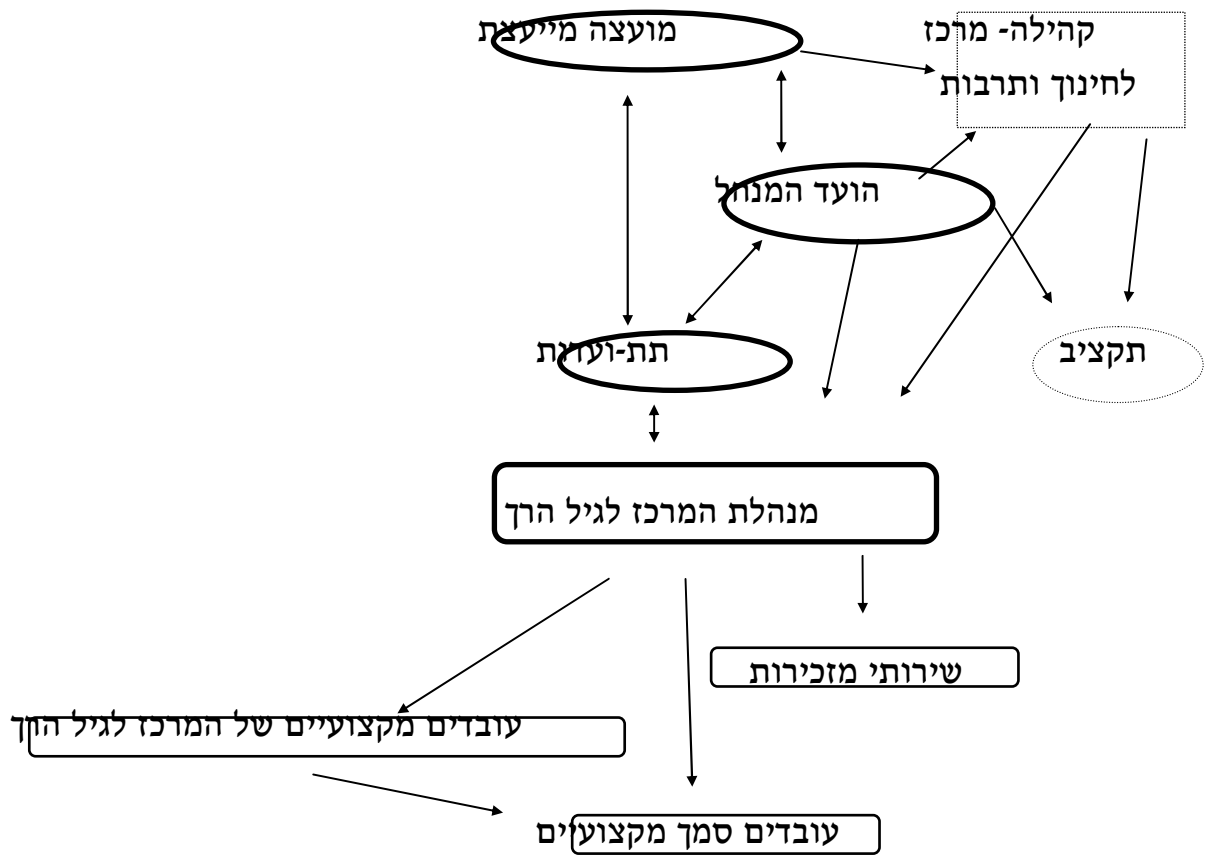 מועצה מייעצת
קהילה- מרכז
לחינוך ותרבות
הועד המנהל
תת-ועדות
תקציב
מנהלת המרכז לגיל הרך
שירותי מזכירות
עובדים מקצועיים של המרכז לגיל הרך
עובדים סמך מקצועיים